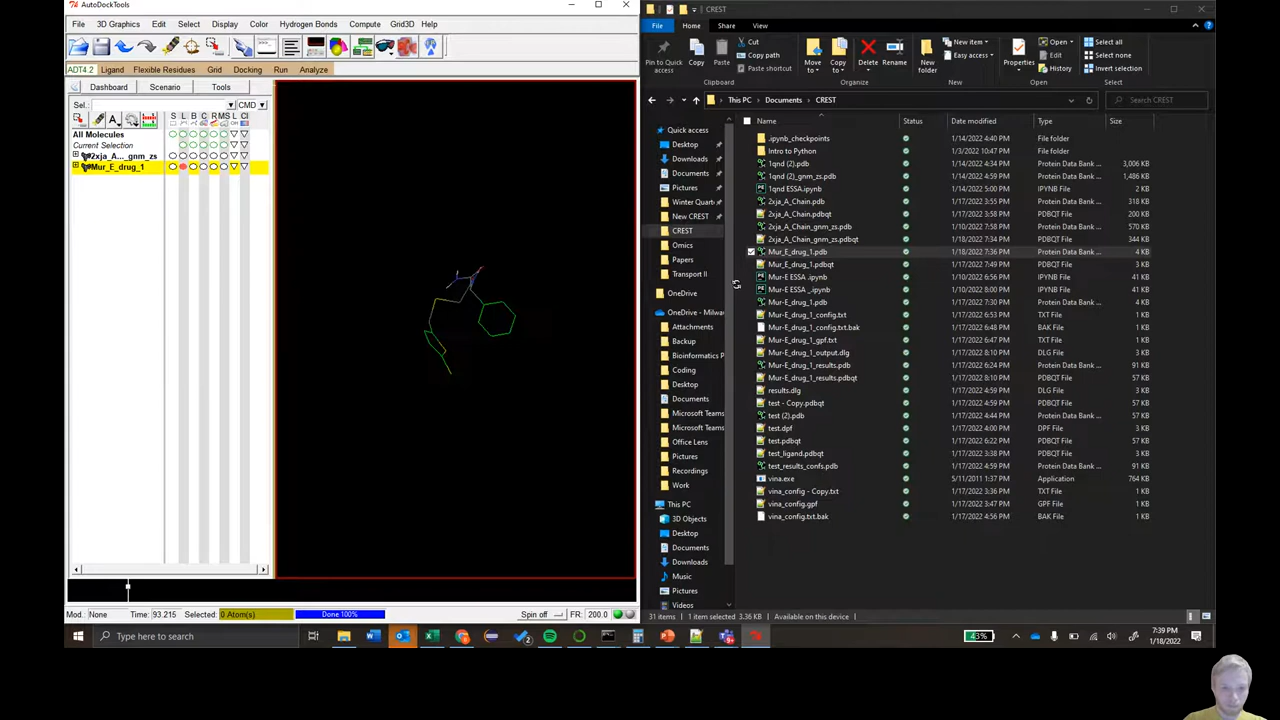 AutoDockTools
File 3D Graphics Edit Select Display Color Hydrogen Bonds Compute Grid3D Help
ADT4.2 Ligand Flexible Residues Grid Docking Run Analyze
Dashboard Scenario Tools
Sel.: CMD
S L B C R MS L Cl
All Molecules
Current Selection
2xja_A..._gnm_zs
Mur_E_drug_1
Mod.: None Time: 93.215 Selected: 0 Atom(s) Done 100% Spin off FR: 200.0
CREST
File Home Share View
Pin to Quick access
Copy
Paste
Cut
Copy path
Paste shortcut
Clipboard
Move to
Copy to
Delete
Rename
Organize
New folder
New item
Easy access
New
Properties
Open
Edit
History
Open
Select all
Select none
Invert selection
Select
This PC Documents CREST
Search CREST
Quick access
Desktop
Downloads
Documents
Pictures
Winter Quart
New CREST
CREST
Omics
Papers
Transport II
OneDrive
OneDrive - Milwa
Attachments
Backup
Bioinformatics P
Coding
Desktop
Documents
Microsoft Teams
Microsoft Teams
Office Lens
Pictures
Recordings
Work
This PC
3D Objects
Desktop
Documents
Downloads
Music
Pictures
Videos
Name Status Date modified Type Size
.ipynb_checkpoints 1/14/2022 4:40 PM File folder
Intro to Python 1/3/2022 10:47 PM File folder
1qnd (2).pdb 1/14/2022 4:34 PM Protein Data Bank ... 3,006 KB
1qnd (2)_gnm_zs.pdb 1/14/2022 4:35 PM Protein Data Bank ... 1,486 KB
1qnd ESSA.ipynb 1/14/2022 5:00 PM IPYNB File 2 KB
2xja_A_Chain.pdb 1/17/2022 3:55 PM Protein Data Bank ... 318 KB
2xja_A_Chain.pdbqt 1/17/2022 3:58 PM PDBQT File 200 KB
2xja_A_Chain_gnm_zs.pdb 1/17/2022 4:03 PM Protein Data Bank ... 570 KB
2xja_A_Chain_gnm_zs.pdbqt 1/18/2022 7:34 PM PDBQT File 344 KB
Mur_E_drug_1.pdb 1/18/2022 7:36 PM Protein Data Bank ... 4 KB
Mur_E_drug_1.pdbqt 1/17/2022 7:49 PM PDBQT File 3 KB
Mur-E ESSA .ipynb 1/10/2022 6:56 PM IPYNB File 41 KB
Mur-E ESSA _.ipynb 1/10/2022 8:09 PM IPYNB File 41 KB
Mur-E_drug_1.pdb 1/17/2022 7:30 PM Protein Data Bank ... 4 KB
Mur-E_drug_1_config.txt 1/17/2022 6:53 PM TXT File 1 KB
Mur-E_drug_1_config.txt.bak 1/17/2022 6:48 PM BAK File 1 KB
Mur-E_drug_1_gpf.txt 1/17/2022 6:45 PM TXT File 1 KB
Mur-E_drug_1_output.dlg 1/17/2022 8:10 PM DLG File 3 KB
Mur-E_drug_1_results.pdb 1/17/2022 8:10 PM Protein Data Bank ... 91 KB
Mur-E_drug_1_results.pdbqt 1/17/2022 8:10 PM PDBQT File 57 KB
results.dlg 1/17/2022 4:59 PM DLG File 3 KB
test - Copy.pdbqt 1/17/2022 4:24 PM PDBQT File 57 KB
test (2).pdb 1/17/2022 4:44 PM Protein Data Bank ... 57 KB
test.dpf 1/17/2022 4:00 PM DPF File 1 KB
test.pdbqt 1/17/2022 6:22 PM PDBQT File 57 KB
test_ligand.pdbqt 1/17/2022 3:38 PM PDBQT File 3 KB
test_results_confs.pdb 1/17/2022 4:59 PM Protein Data Bank ... 91 KB
vina.exe 5/11/2011 1:37 PM Application 764 KB
vina_config - Copy.txt 1/17/2022 3:36 PM TXT File 1 KB
vina_config.gpf 1/17/2022 3:47 PM GPF File 1 KB
vina_config.txt.bak 1/17/2022 4:56 PM BAK File 1 KB
31 items 1 item selected 3.36 KB Available on this device
Type here to search
43%
7:39 PM
1/18/2022